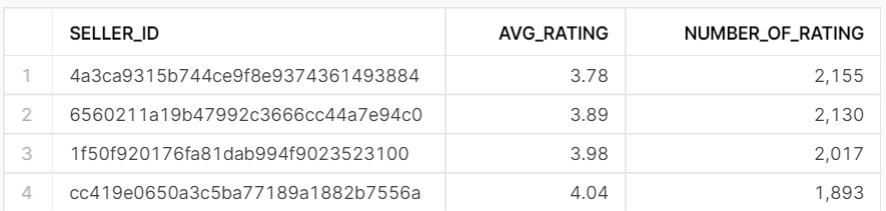 SELLER_ID AVG_RATING NUMBER_OF_RATING
1 4a3ca9315b744ce9f8e9374361493884 3.78 2,155
2 6560211a19b47992c3666cc44a7e94c0 3.89 2,130
3 1f50f920176fa81dab994f9023523100 3.98 2,017
4 cc419e0650a3c5ba77189a1882b7556a 4.04 1,893